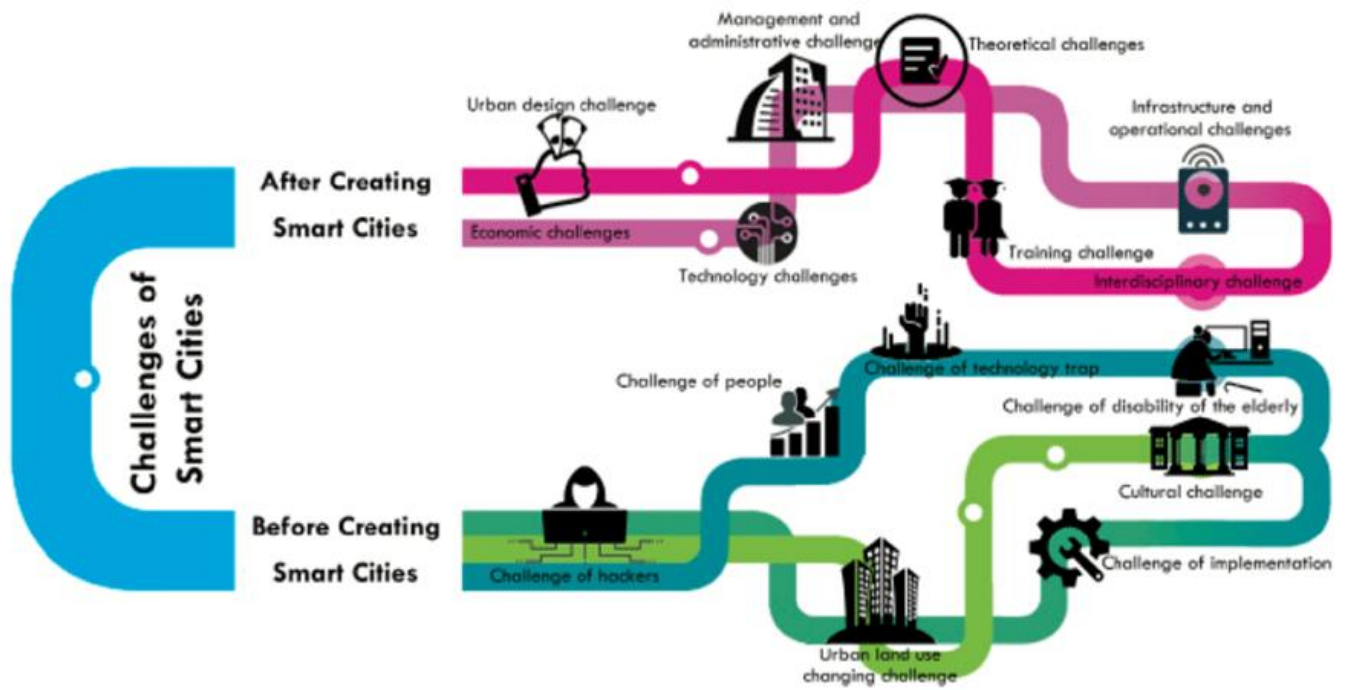 Management and
administrative challenge
Theoretical challenges
Urban design challenge
Infrastructure and
operational challenges
After Creating
Smart Cities
Economic challenges
Technology challenges
Training challenge
Interdisciplinary challenge
Challenges of
Smart Cities
Challenge of technology trap
Challenge of people
Challenge of disability of the elderly
Cultural challenge
Before Creating
Smart Cities
Challenge of hackers
Challenge of implementation
Urban land use
changing challenge